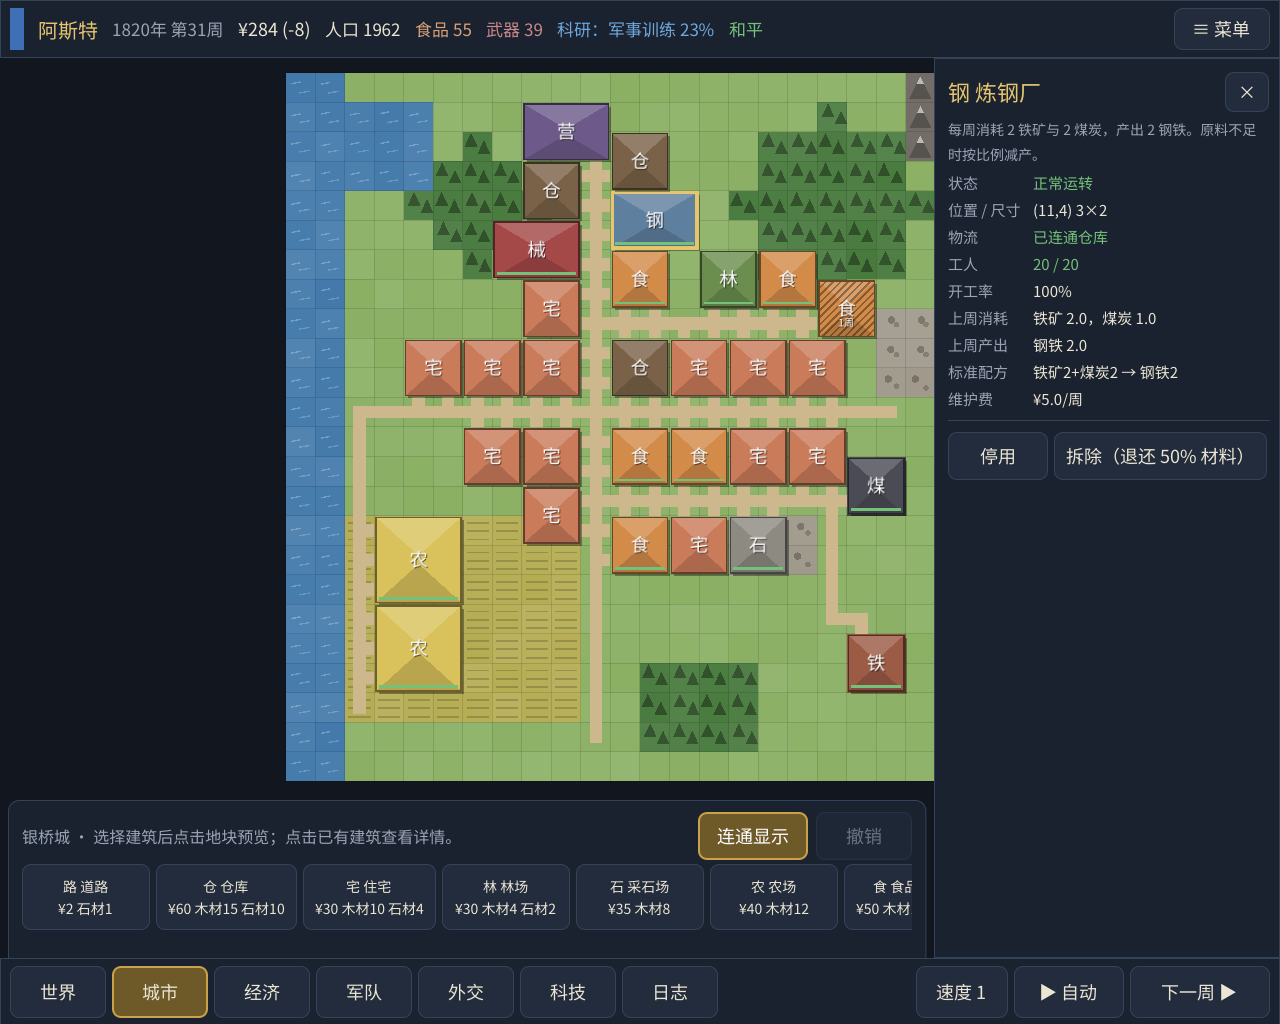 阿斯特 1820年 第31周 ¥284 (-8) 人口 1962 食品 55 武器 39 科研：军事训练 23% 和平 ≡ 菜单
营
仓
仓
钢
械
食 林 食
宅 食
1周
宅 宅 宅 仓 宅 宅 宅
宅 宅 食 食 宅 宅
煤
宅
农 食 宅 石
农 铁
钢 炼钢厂 ×
每周消耗 2 铁矿与 2 煤炭，产出 2 钢铁。原料不足
时按比例减产。
状态 正常运转
位置 / 尺寸 (11,4) 3×2
物流 已连通仓库
工人 20 / 20
开工率 100%
上周消耗 铁矿 2.0，煤炭 1.0
上周产出 钢铁 2.0
标准配方 铁矿2+煤炭2 → 钢铁2
维护费 ¥5.0/周
停用 拆除（退还 50% 材料）
银桥城 · 选择建筑后点击地块预览；点击已有建筑查看详情。 连通显示 撤销
路 道路 仓 仓库 宅 住宅 林 林场 石 采石场 农 农场 食 食
¥2 石材1 ¥60 木材15 石材10 ¥30 木材10 石材4 ¥30 木材4 石材2 ¥35 木材8 ¥40 木材12 ¥50 木材
世界 城市 经济 军队 外交 科技 日志 速度 1 ▶ 自动 下一周 ▶